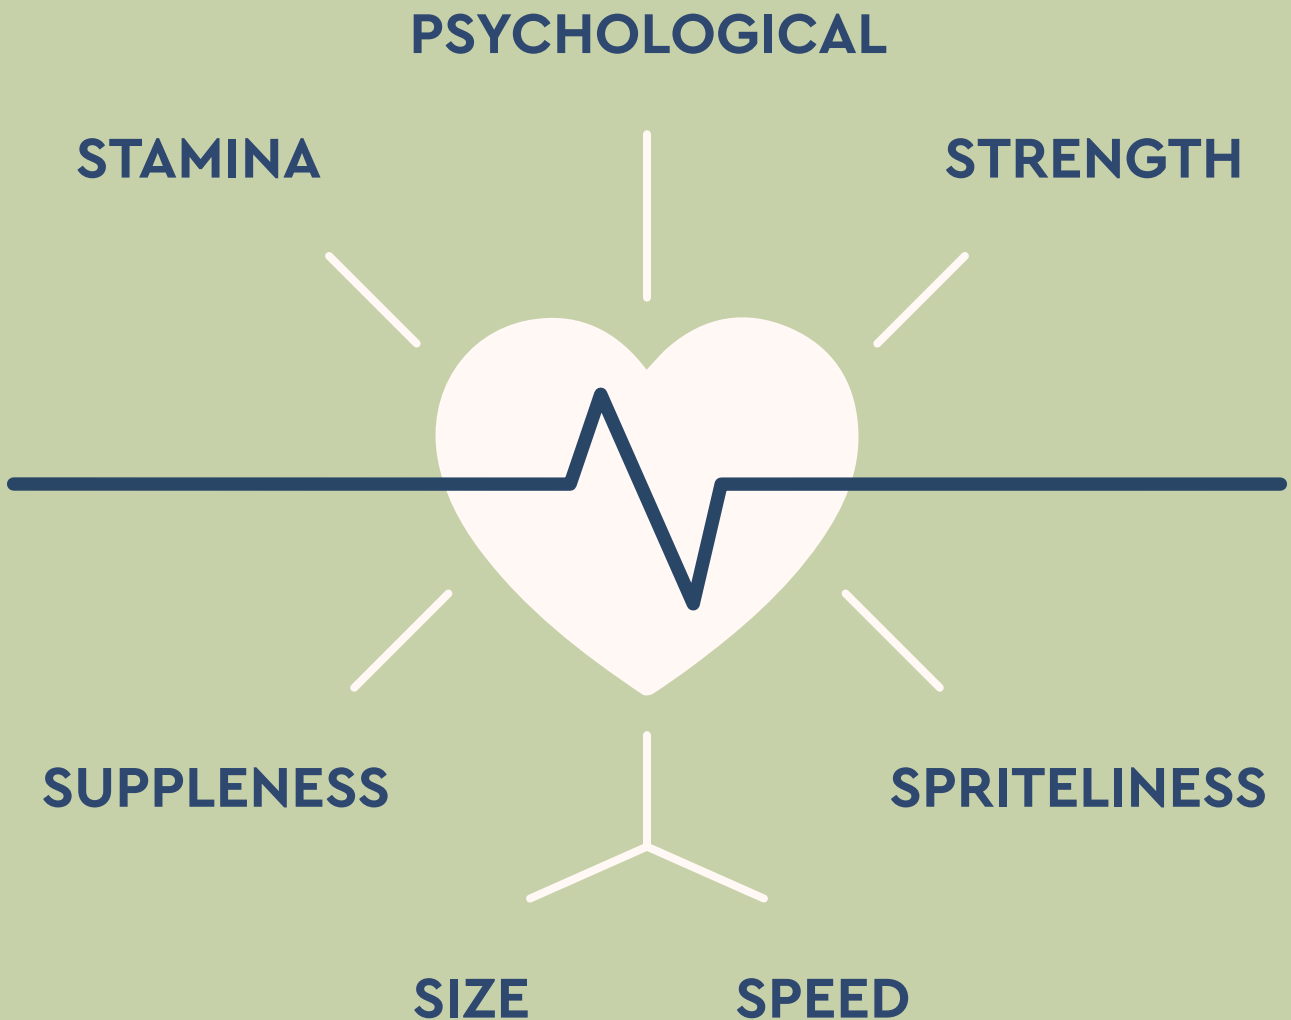 PSYCHOLOGICAL
STAMINA
STRENGTH
SUPPLENESS
SPRITELINESS
SIZE
SPEED